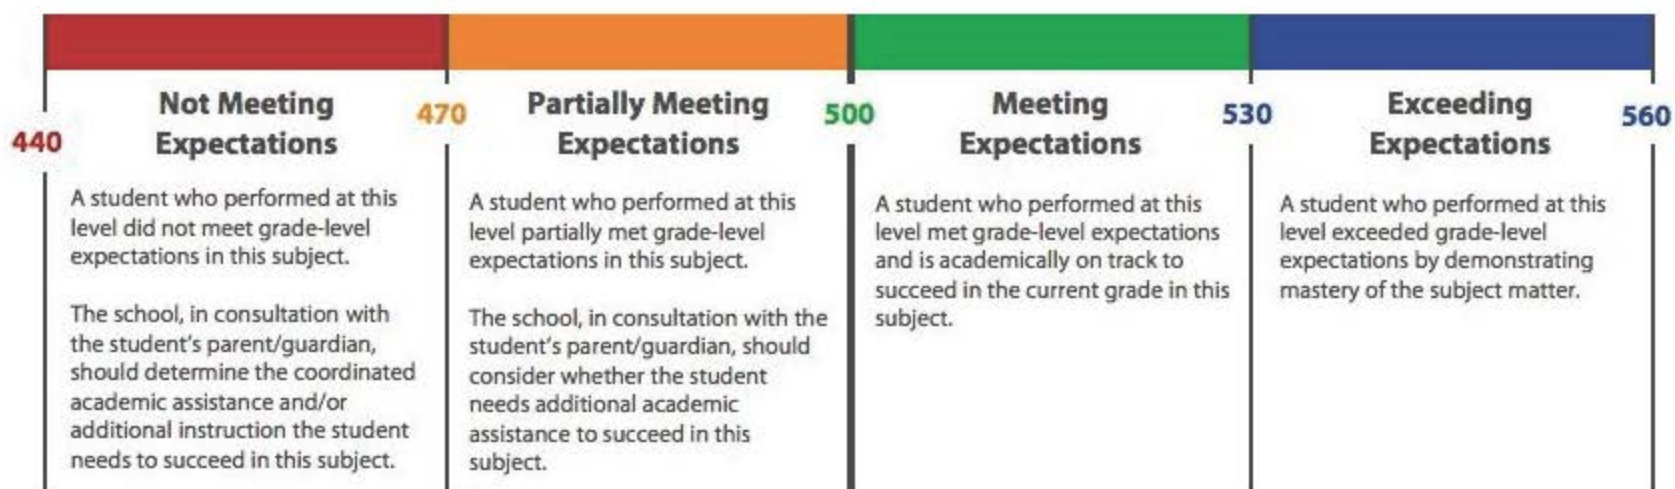 440
Not Meeting
Expectations
A student who performed at this
level did not meet grade-level
expectations in this subject.
The school, in consultation with
the student's parent/guardian,
should determine the coordinated
academic assistance and/or
additional instruction the student
needs to succeed in this subject.
470
Partially Meeting
Expectations
A student who performed at this
level partially met grade-level
expectations in this subject.
The school, in consultation with the
student's parent/guardian, should
consider whether the student
needs additional academic
assistance to succeed in this
subject.
500
Meeting
Expectations
A student who performed at this
level met grade-level expectations
and is academically on track to
succeed in the current grade in this
subject.
530
Exceeding
Expectations
A student who performed at this
level exceeded grade-level
expectations by demonstrating
mastery of the subject matter.
560